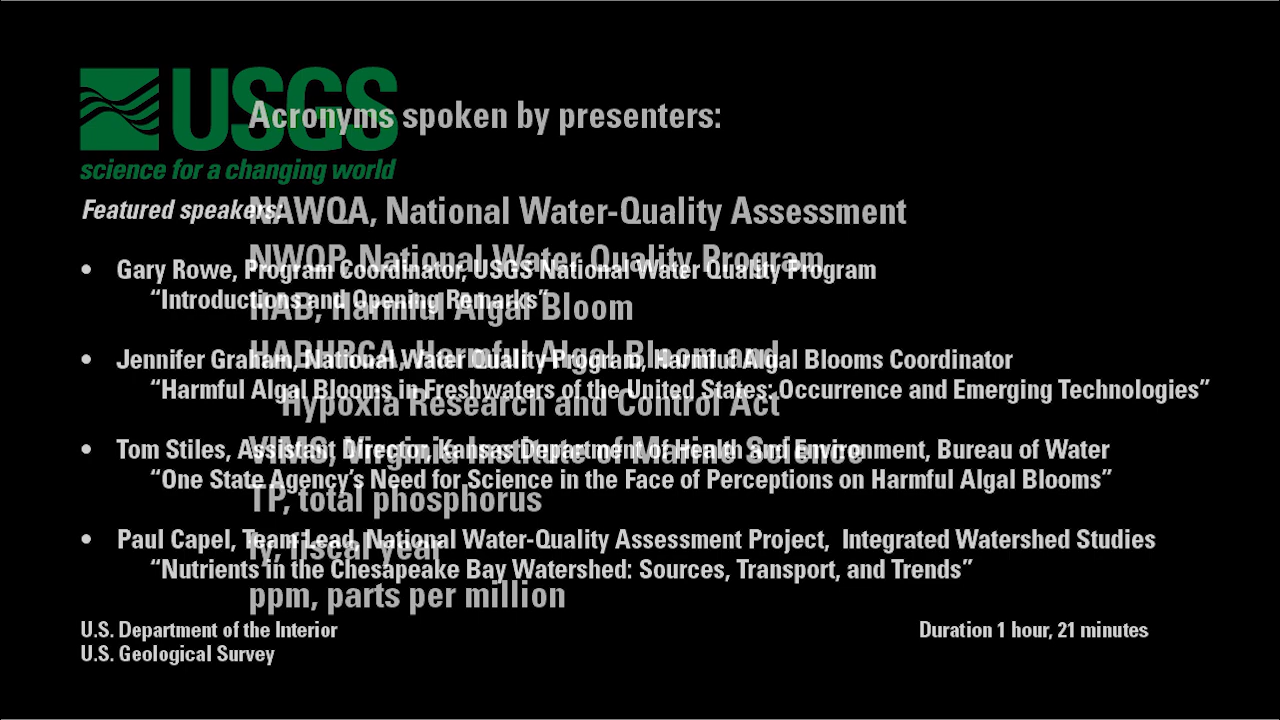 USGS
science for a changing world
Featured speakers:
• Gary Rowe, Program Coordinator, USGS National Water Quality Program
“Introductions and Opening Remarks”
• Jennifer Graham, National Water Quality Program, Harmful Algal Blooms Coordinator
“Harmful Algal Blooms in Freshwaters of the United States: Occurrence and Emerging Technologies”
• Tom Stiles, Assistant Director, Kansas Department of Health and Environment, Bureau of Water
“One State Agency’s Need for Science in the Face of Perceptions on Harmful Algal Blooms”
• Paul Capel, Team Lead, National Water-Quality Assessment Project, Integrated Watershed Studies
“Nutrients in the Chesapeake Bay Watershed: Sources, Transport, and Trends”
U.S. Department of the Interior
U.S. Geological Survey
Duration 1 hour, 21 minutes
Acronyms spoken by presenters:
NAWQA, National Water-Quality Assessment
NWQP, National Water Quality Program
HAB, Harmful Algal Bloom
HABHRCA, Harmful Algal Bloom and
Hypoxia Research and Control Act
VIMS, Virginia Institute of Marine Science
TP, total phosphorus
fy, fiscal year
ppm, parts per million